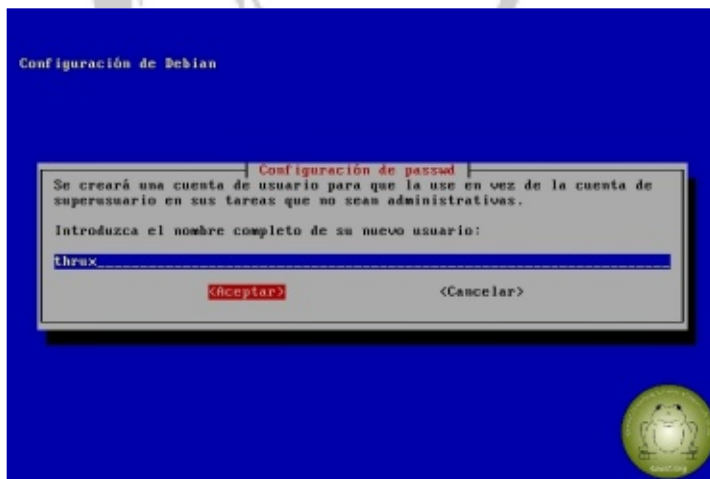 Configuración de Debian
Configuración de passwd
Se creará una cuenta de usuario para que la use en vez de la cuenta de
superusuario en sus tareas que no sean administrativas.
Introduzca el nombre completo de su nuevo usuario:
thrux
<Aceptar> <Cancelar>